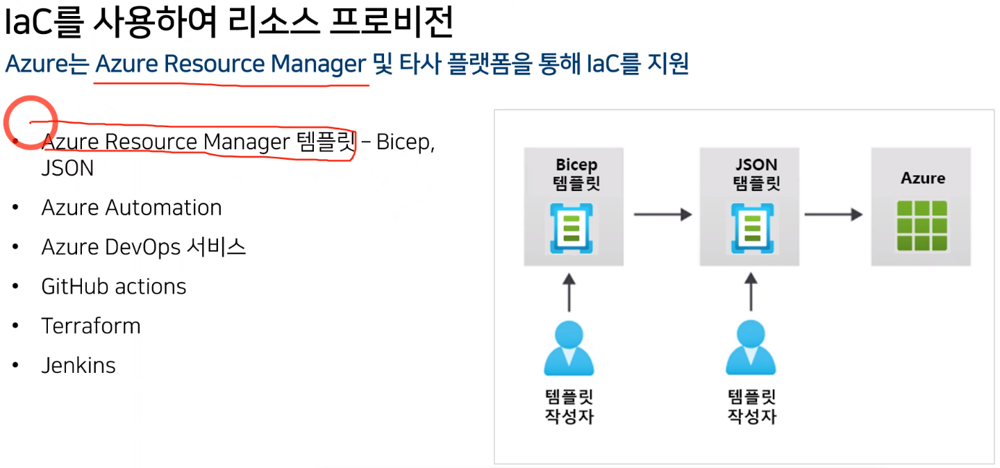 IaC를 사용하여 리소스 프로비전
Azure는 Azure Resource Manager 및 타사 플랫폼을 통해 IaC를 지원
• Azure Resource Manager 템플릿 – Bicep,
JSON
• Azure Automation
• Azure DevOps 서비스
• GitHub actions
• Terraform
• Jenkins
Bicep
템플릿
JSON
탬플릿
Azure
템플릿
작성자
템플릿
작성자